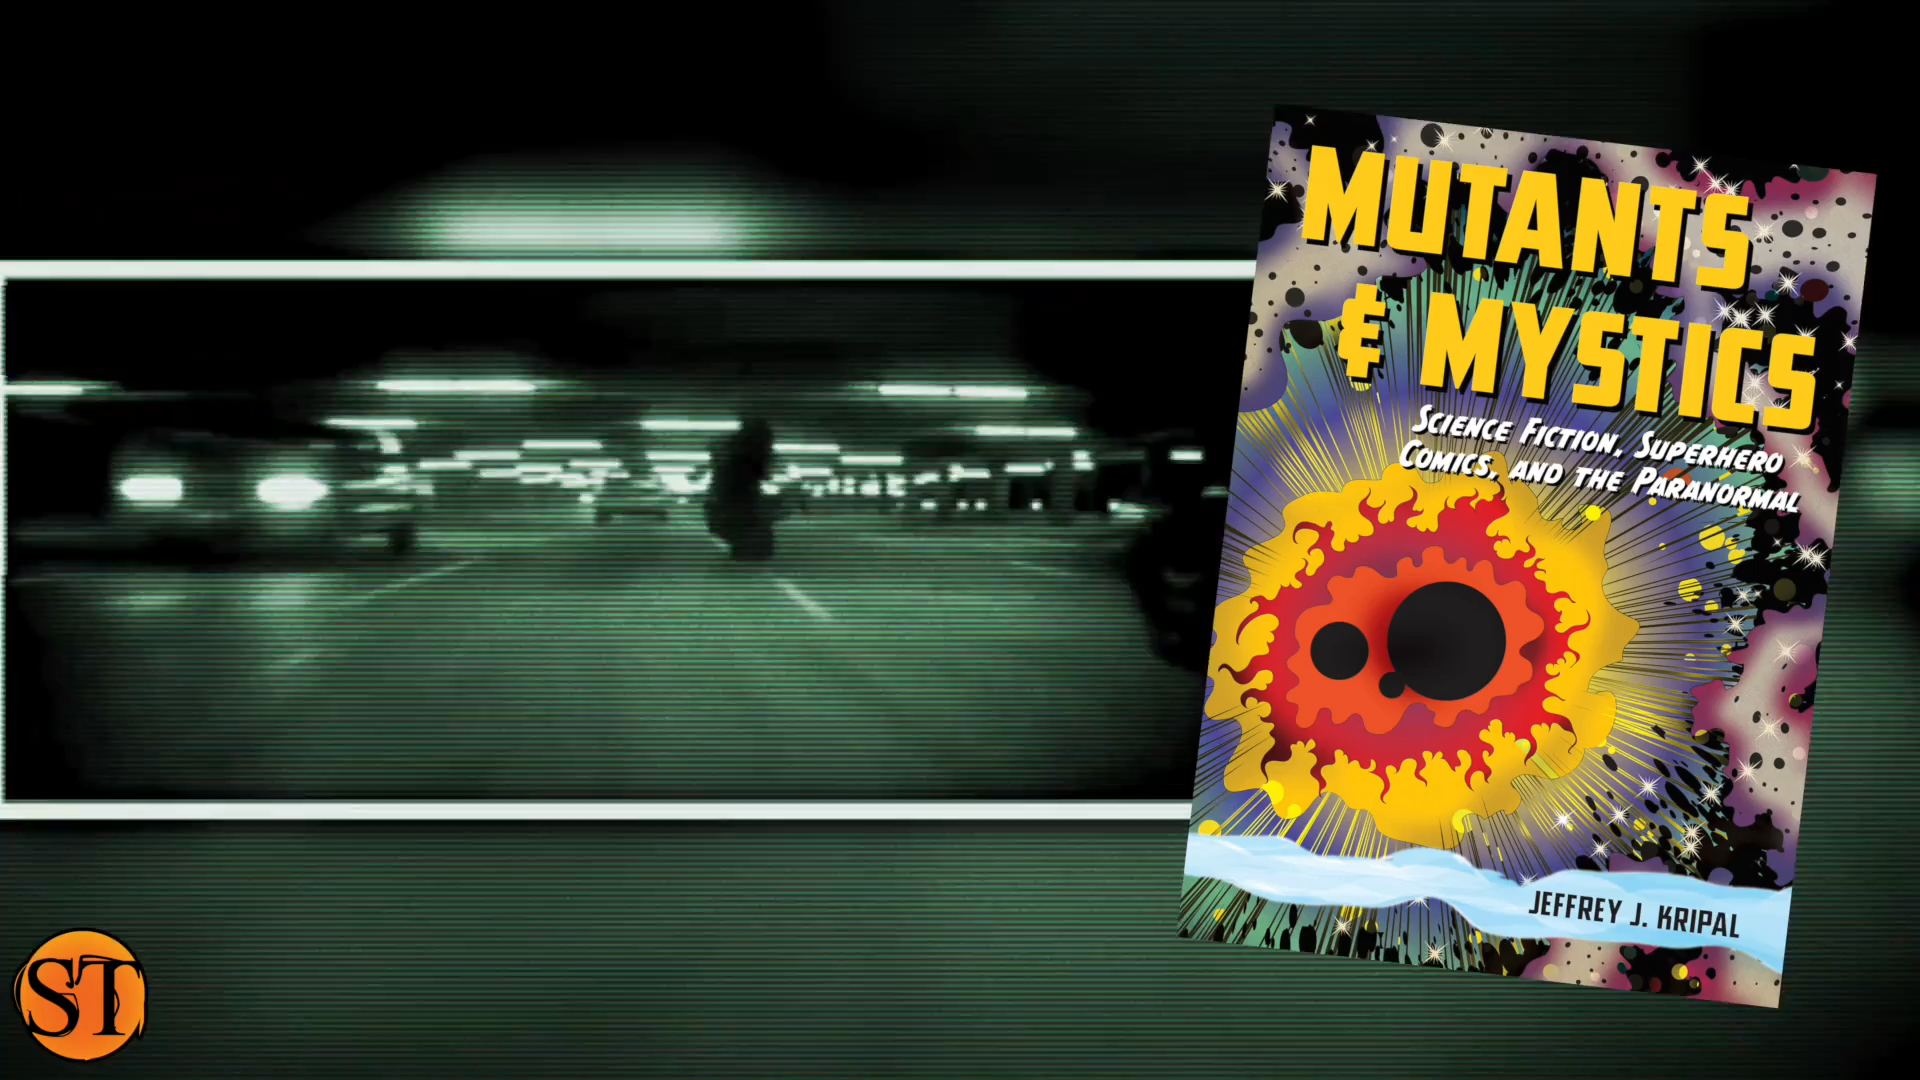 MUTANTS
& MYSTICS
SCIENCE FICTION, SUPERHERO
COMICS, AND THE PARANORMAL
JEFFREY J. KRIPAL
ST